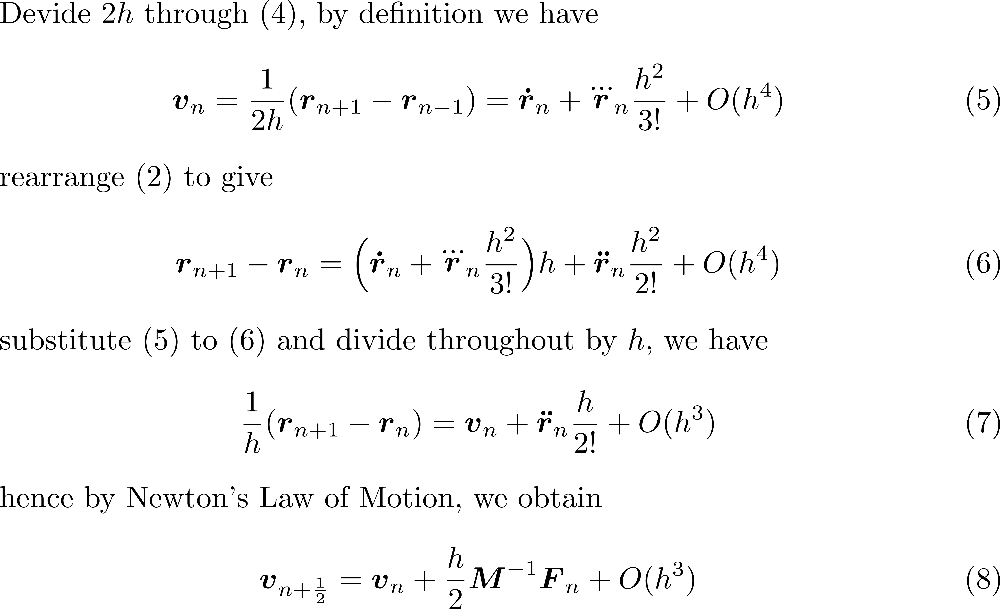 Devide $2h$ through (4), by definition we have
$$\boldsymbol{v}_n = \frac{1}{2h}(\boldsymbol{r}_{n+1} - \boldsymbol{r}_{n-1}) = \dot{\boldsymbol{r}}_n + \dddot{\boldsymbol{r}}_n \frac{h^2}{3!} + O(h^4) \quad (5)$$
rearrange (2) to give
$$\boldsymbol{r}_{n+1} - \boldsymbol{r}_n = \left(\dot{\boldsymbol{r}}_n + \dddot{\boldsymbol{r}}_n \frac{h^2}{3!}\right)h + \ddot{\boldsymbol{r}}_n \frac{h^2}{2!} + O(h^4) \quad (6)$$
substitute (5) to (6) and divide throughout by $h$, we have
$$\frac{1}{h}(\boldsymbol{r}_{n+1} - \boldsymbol{r}_n) = \boldsymbol{v}_n + \ddot{\boldsymbol{r}}_n \frac{h}{2!} + O(h^3) \quad (7)$$
hence by Newton's Law of Motion, we obtain
$$\boldsymbol{v}_{n+\frac{1}{2}} = \boldsymbol{v}_n + \frac{h}{2}\boldsymbol{M}^{-1}\boldsymbol{F}_n + O(h^3) \quad (8)$$